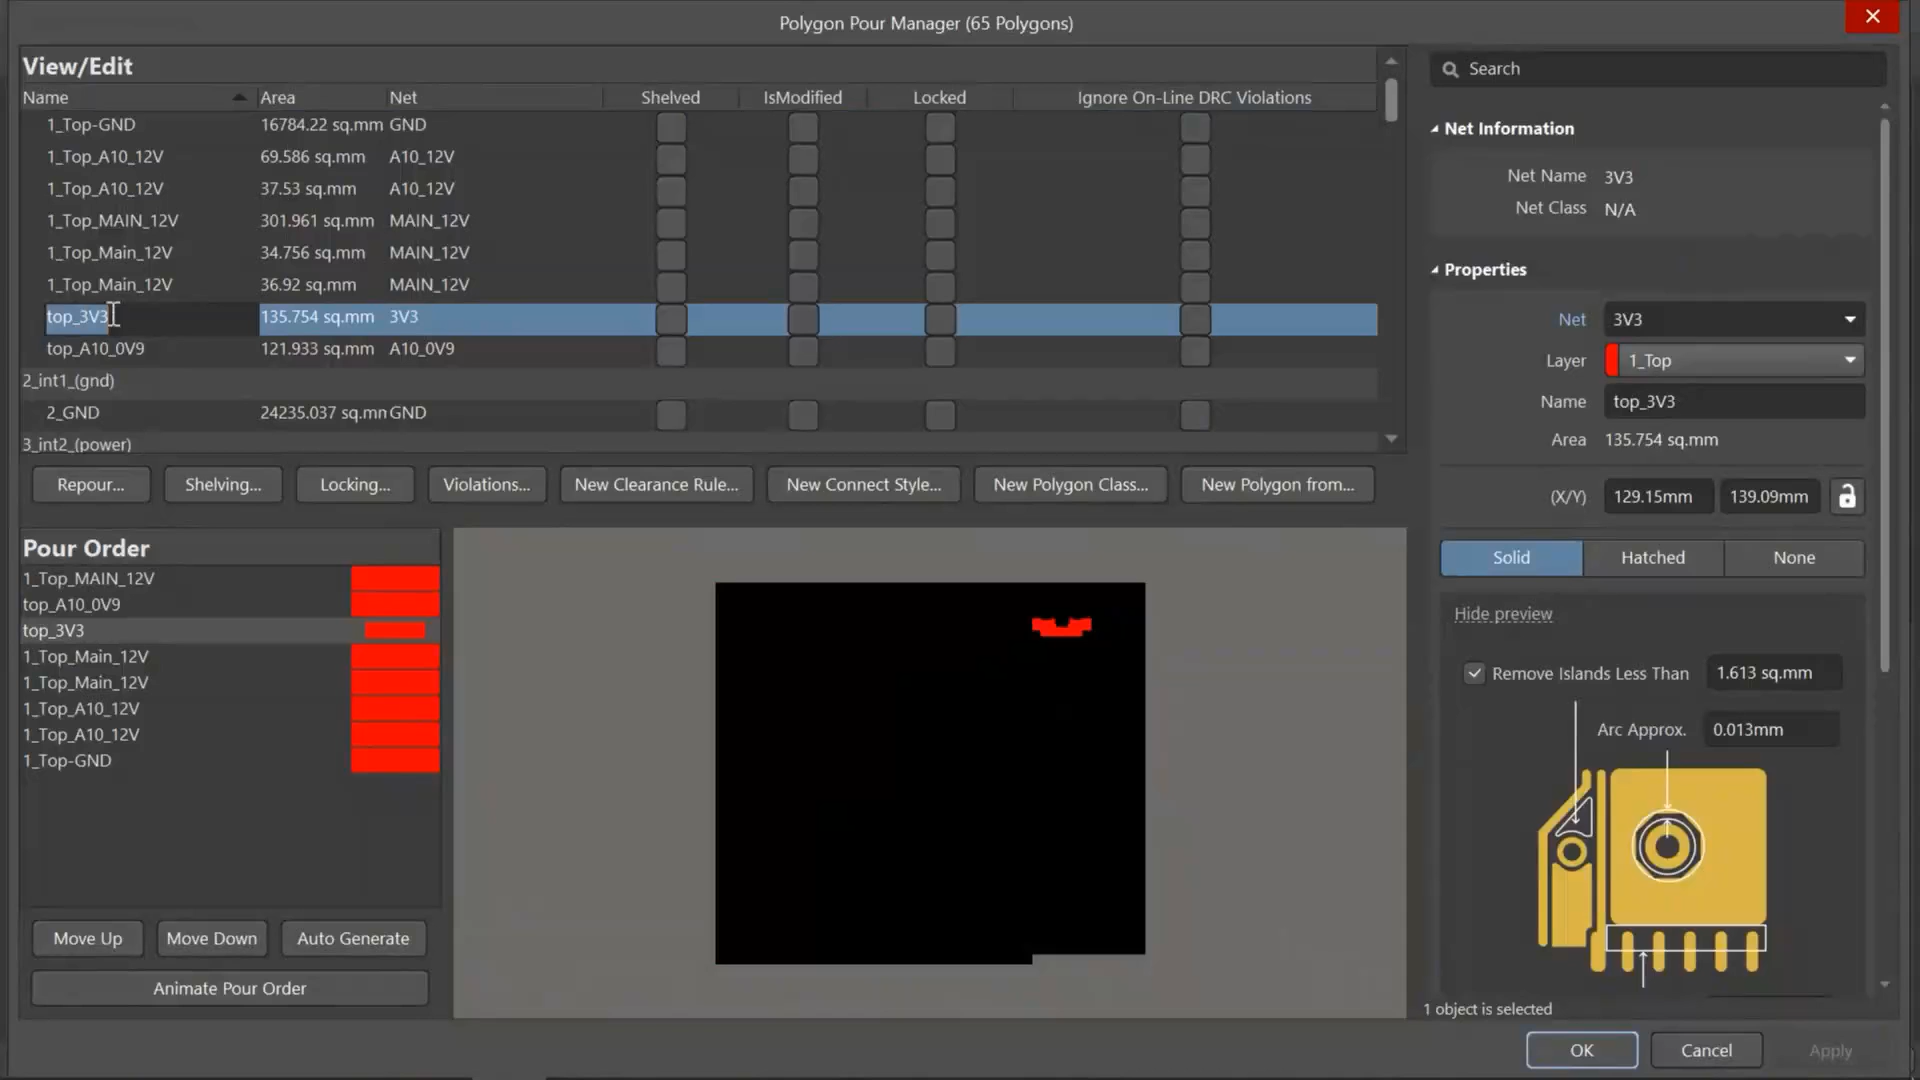 Polygon Pour Manager (65 Polygons)
View/Edit
Name Area Net Shelved IsModified Locked Ignore On-Line DRC Violations
1_Top-GND 16784.22 sq.mm GND
1_Top_A10_12V 69.586 sq.mm A10_12V
1_Top_A10_12V 37.53 sq.mm A10_12V
1_Top_MAIN_12V 301.961 sq.mm MAIN_12V
1_Top_Main_12V 34.756 sq.mm MAIN_12V
1_Top_Main_12V 36.92 sq.mm MAIN_12V
top_3V3 135.754 sq.mm 3V3
top_A10_0V9 121.933 sq.mm A10_0V9
2_int1_(gnd)
2_GND 24235.037 sq.mm GND
3_int2_(power)
Repour... Shelving... Locking... Violations... New Clearance Rule... New Connect Style... New Polygon Class... New Polygon from...
Pour Order
1_Top_MAIN_12V
top_A10_0V9
top_3V3
1_Top_Main_12V
1_Top_Main_12V
1_Top_A10_12V
1_Top_A10_12V
1_Top-GND
Move Up Move Down Auto Generate
Animate Pour Order
Search
Net Information
Net Name 3V3
Net Class N/A
Properties
Net 3V3
Layer 1_Top
Name top_3V3
Area 135.754 sq.mm
(X/Y) 129.15mm 139.09mm
Solid Hatched None
Hide preview
Remove Islands Less Than 1.613 sq.mm
Arc Approx. 0.013mm
1 object is selected
OK Cancel Apply